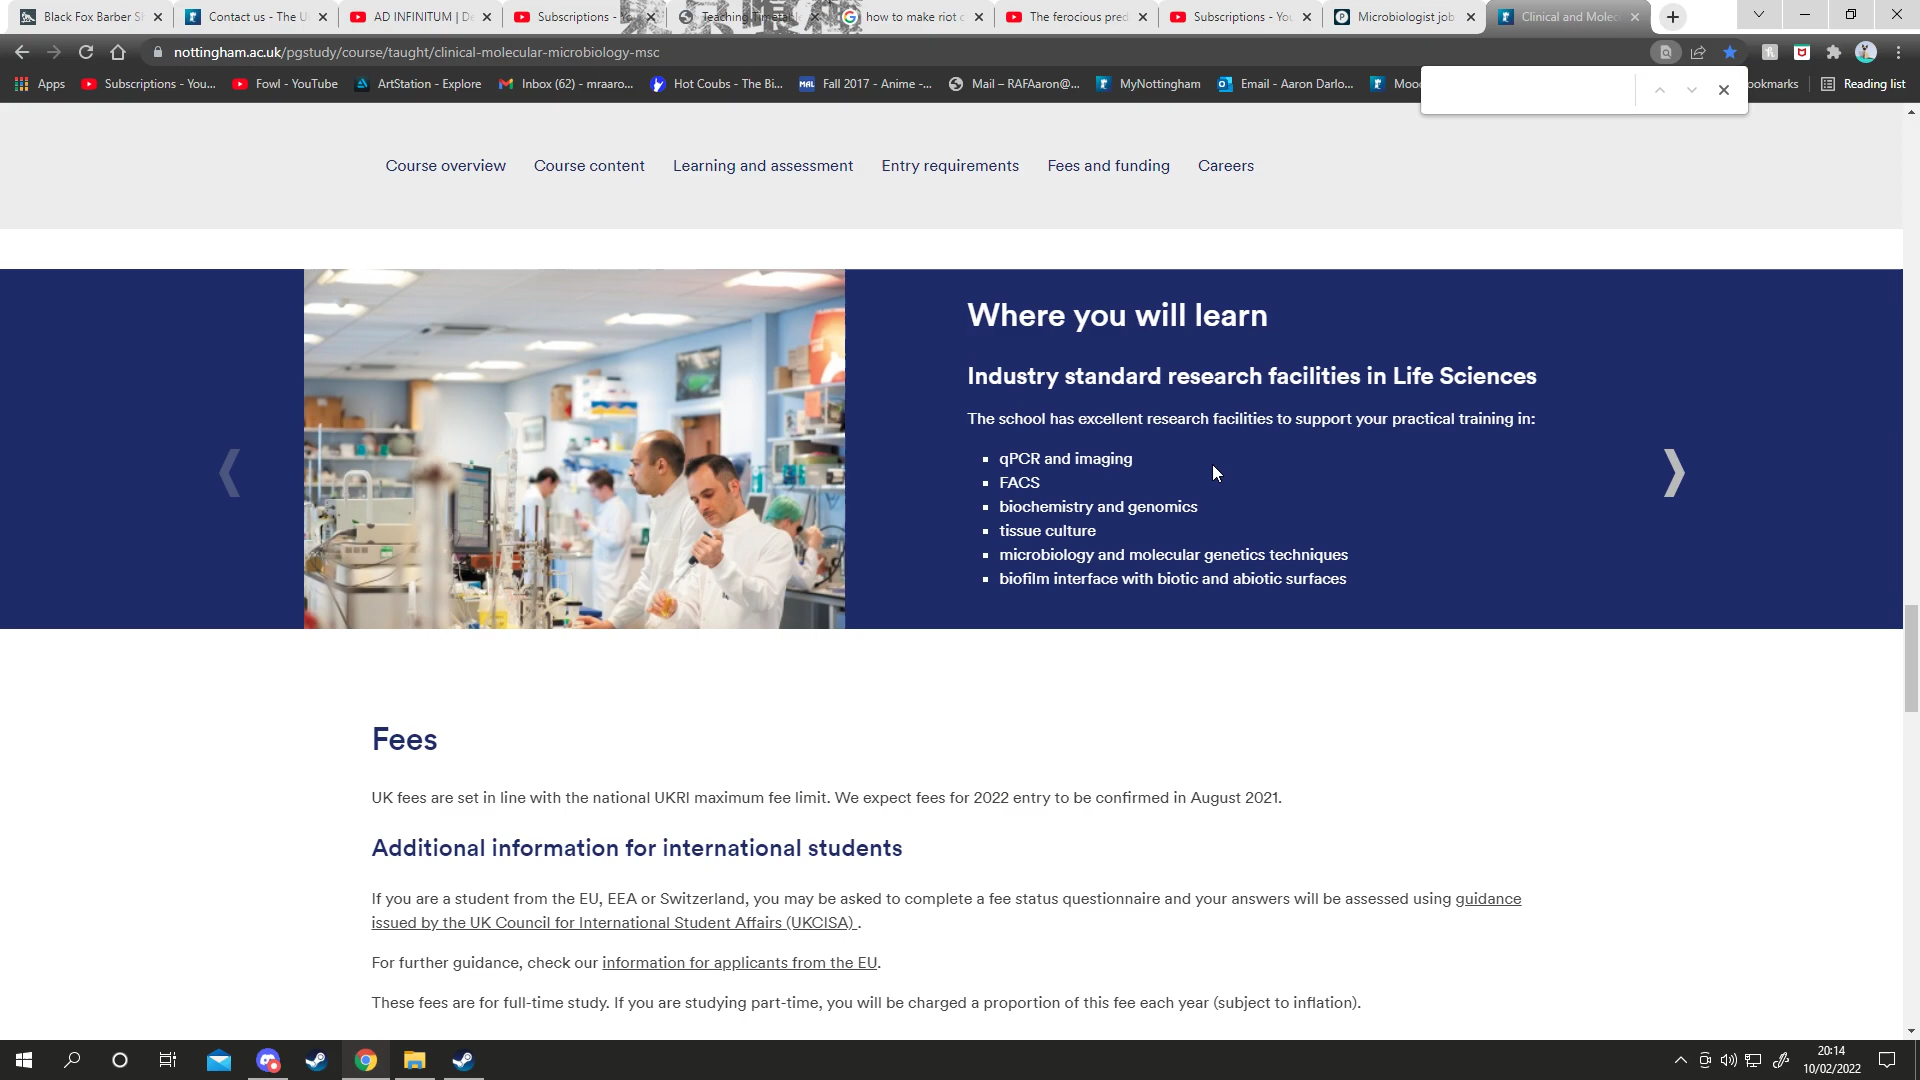 Black Fox Barber S
Contact us - The U
AD INFINITUM | De
Subscriptions - Yo
Teaching Timetable
how to make riot c
The ferocious pred
Subscriptions - You
Microbiologist job
Clinical and Molec
nottingham.ac.uk/pgstudy/course/taught/clinical-molecular-microbiology-msc
Apps
Subscriptions - You...
Fowl - YouTube
ArtStation - Explore
Inbox (62) - mraaro...
Hot Coubs - The Bi...
MAL
Fall 2017 - Anime -...
Mail – RAFAaron@...
MyNottingham
Email - Aaron Darlo...
Moo
ookmarks
Reading list
Course overview
Course content
Learning and assessment
Entry requirements
Fees and funding
Careers
Where you will learn
Industry standard research facilities in Life Sciences
The school has excellent research facilities to support your practical training in:
qPCR and imaging
FACS
biochemistry and genomics
tissue culture
microbiology and molecular genetics techniques
biofilm interface with biotic and abiotic surfaces
Fees
UK fees are set in line with the national UKRI maximum fee limit. We expect fees for 2022 entry to be confirmed in August 2021.
Additional information for international students
If you are a student from the EU, EEA or Switzerland, you may be asked to complete a fee status questionnaire and your answers will be assessed using guidance
issued by the UK Council for International Student Affairs (UKCISA) .
For further guidance, check our information for applicants from the EU.
These fees are for full-time study. If you are studying part-time, you will be charged a proportion of this fee each year (subject to inflation).
20:14
10/02/2022